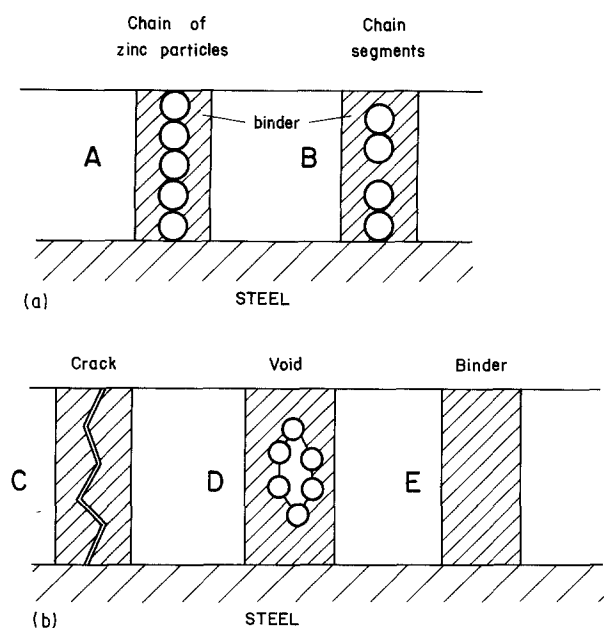 Chain of
zinc particles
Chain
segments
binder
A
B
(a)
STEEL
Crack
Void
Binder
C
D
E
(b)
STEEL